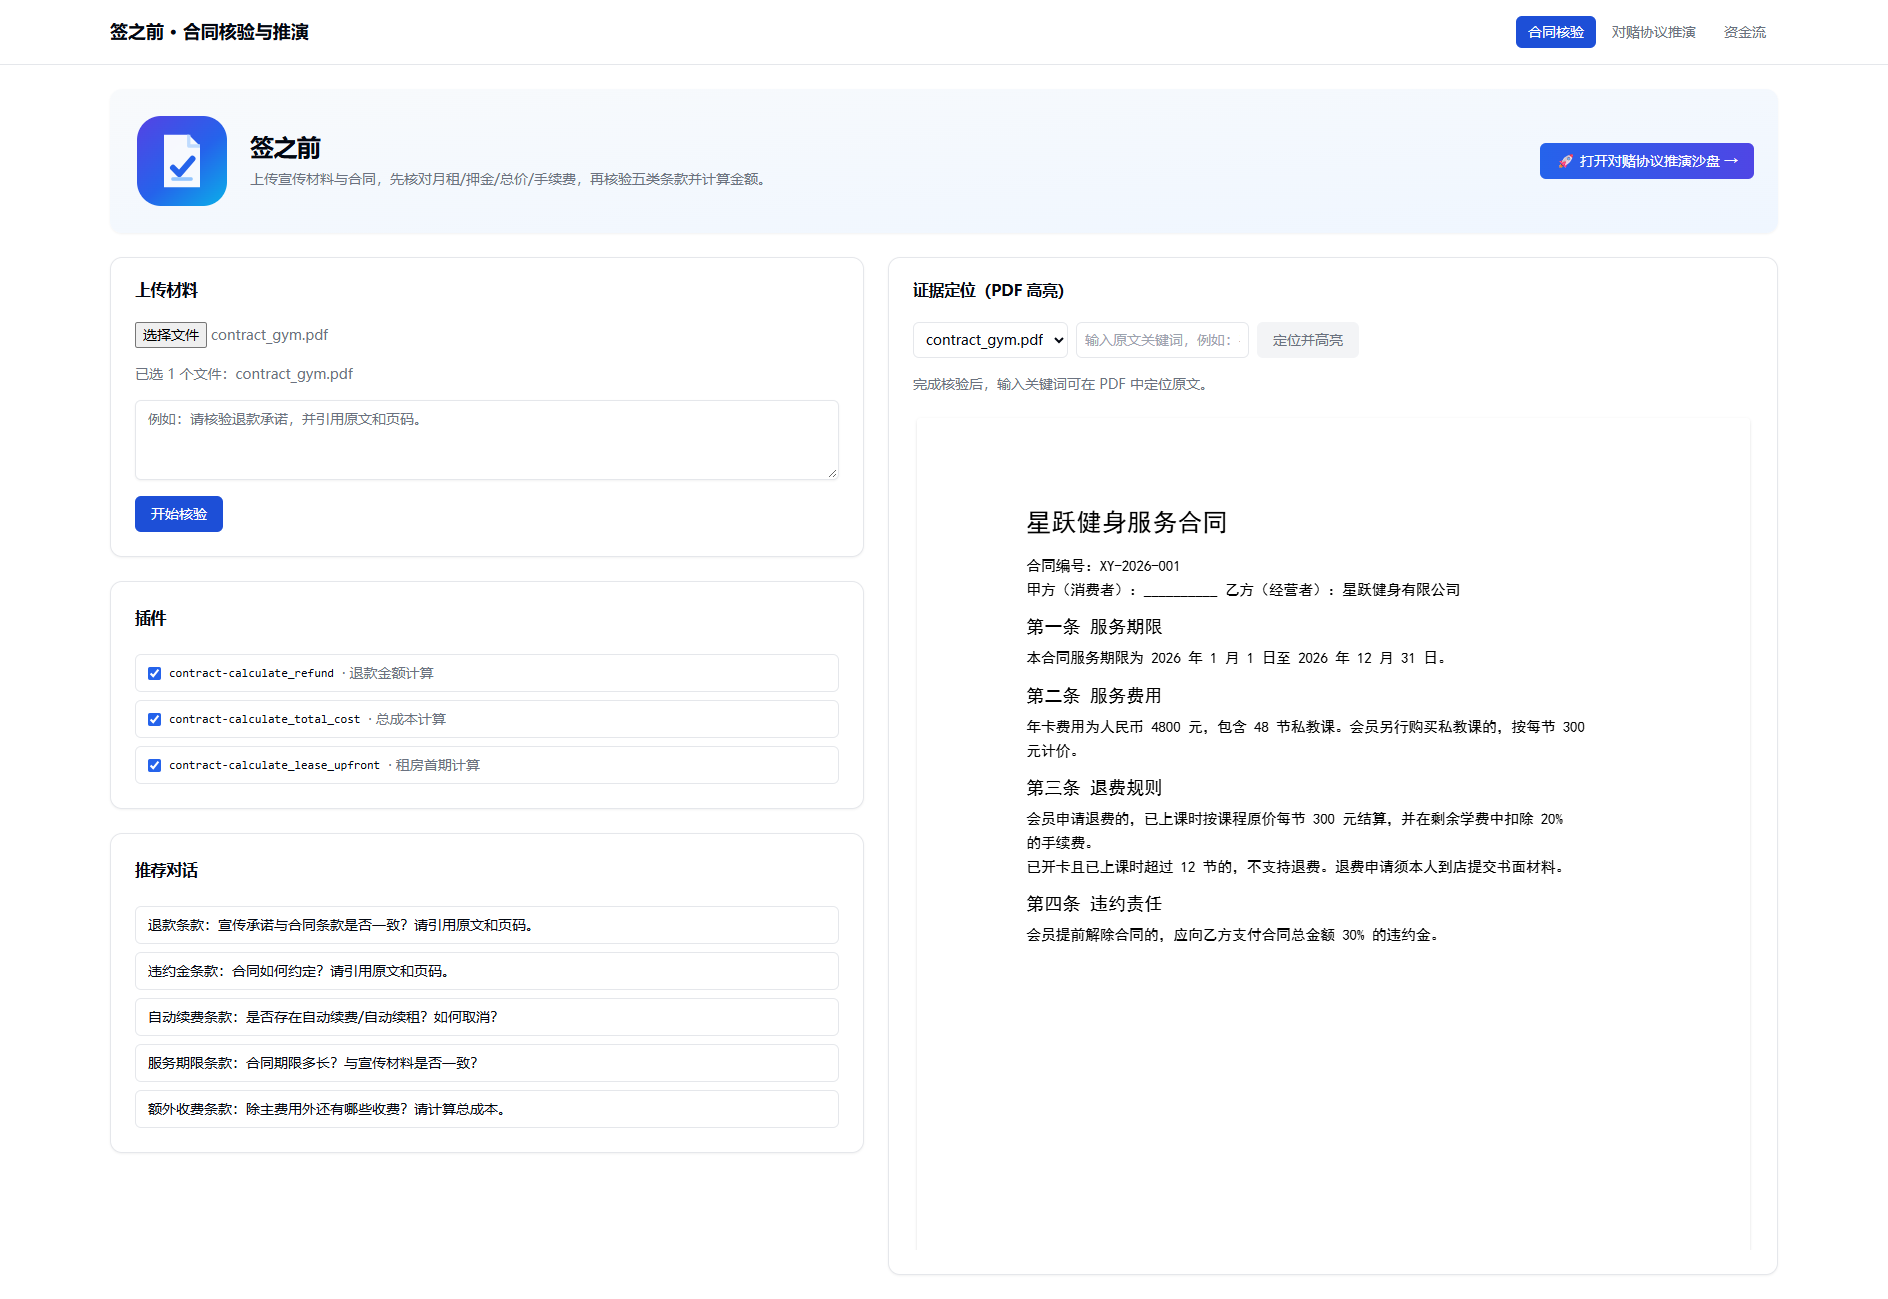 签之前 • 合同核验与推演
合同核验
对赌协议推演
资金流
签之前
上传宣传材料与合同，先核对月租/押金/总价/手续费，再核验五类条款并计算金额。
🚀 打开对赌协议推演沙盘 →
上传材料
选择文件 contract_gym.pdf
已选 1 个文件：contract_gym.pdf
例如：请核验退款承诺，并引用原文和页码。
开始核验
插件
contract-calculate_refund · 退款金额计算
contract-calculate_total_cost · 总成本计算
contract-calculate_lease_upfront · 租房首期计算
推荐对话
退款条款：宣传承诺与合同条款是否一致？请引用原文和页码。
违约金条款：合同如何约定？请引用原文和页码。
自动续费条款：是否存在自动续费/自动续租？如何取消？
服务期限条款：合同期限多长？与宣传材料是否一致？
额外收费条款：除主费用外还有哪些收费？请计算总成本。
证据定位（PDF 高亮）
contract_gym.pdf
输入原文关键词，例如：
定位并高亮
完成核验后，输入关键词可在 PDF 中定位原文。
星跃健身服务合同
合同编号：XY-2026-001
甲方（消费者）：__________ 乙方（经营者）：星跃健身有限公司
第一条 服务期限
本合同服务期限为 2026 年 1 月 1 日至 2026 年 12 月 31 日。
第二条 服务费用
年卡费用为人民币 4800 元，包含 48 节私教课。会员另行购买私教课的，按每节 300
元计价。
第三条 退费规则
会员申请退费的，已上课时按课程原价每节 300 元结算，并在剩余学费中扣除 20%
的手续费。
已开卡且已上课时超过 12 节的，不支持退费。退费申请须本人到店提交书面材料。
第四条 违约责任
会员提前解除合同的，应向乙方支付合同总金额 30% 的违约金。